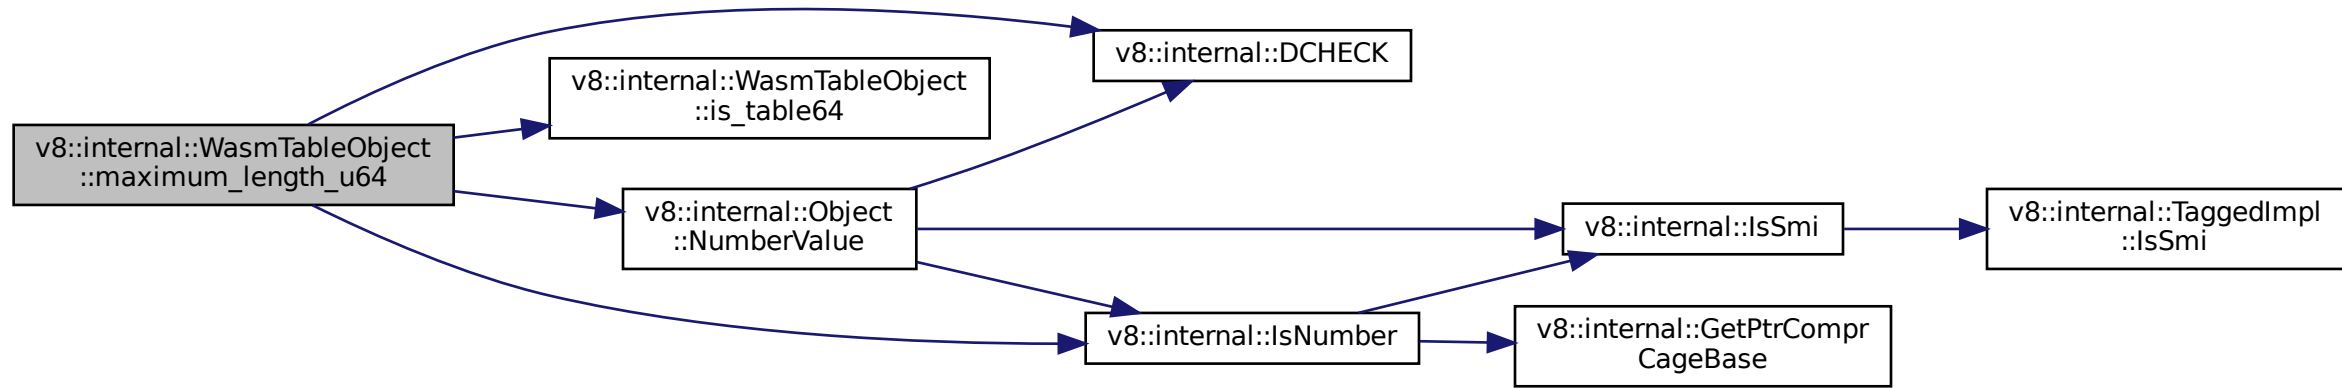 v8::internal::WasmTableObject
::maximum_length_u64
v8::internal::DCHECK
v8::internal::WasmTableObject
::is_table64
v8::internal::Object
::NumberValue
v8::internal::IsNumber
v8::internal::IsSmi
v8::internal::GetPtrCompr
CageBase
v8::internal::TaggedImpl
::IsSmi